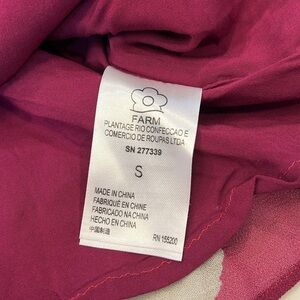 FARM
PLANTAGE RIO CONFECCAO E
COMERCIO DE ROUPAS LTDA
SN 277339
S
MADE IN CHINA
FABRIQUÉ EN CHINE
FABRICADO NA CHINA
HECHO EN CHINA
中国制造
RN 155200